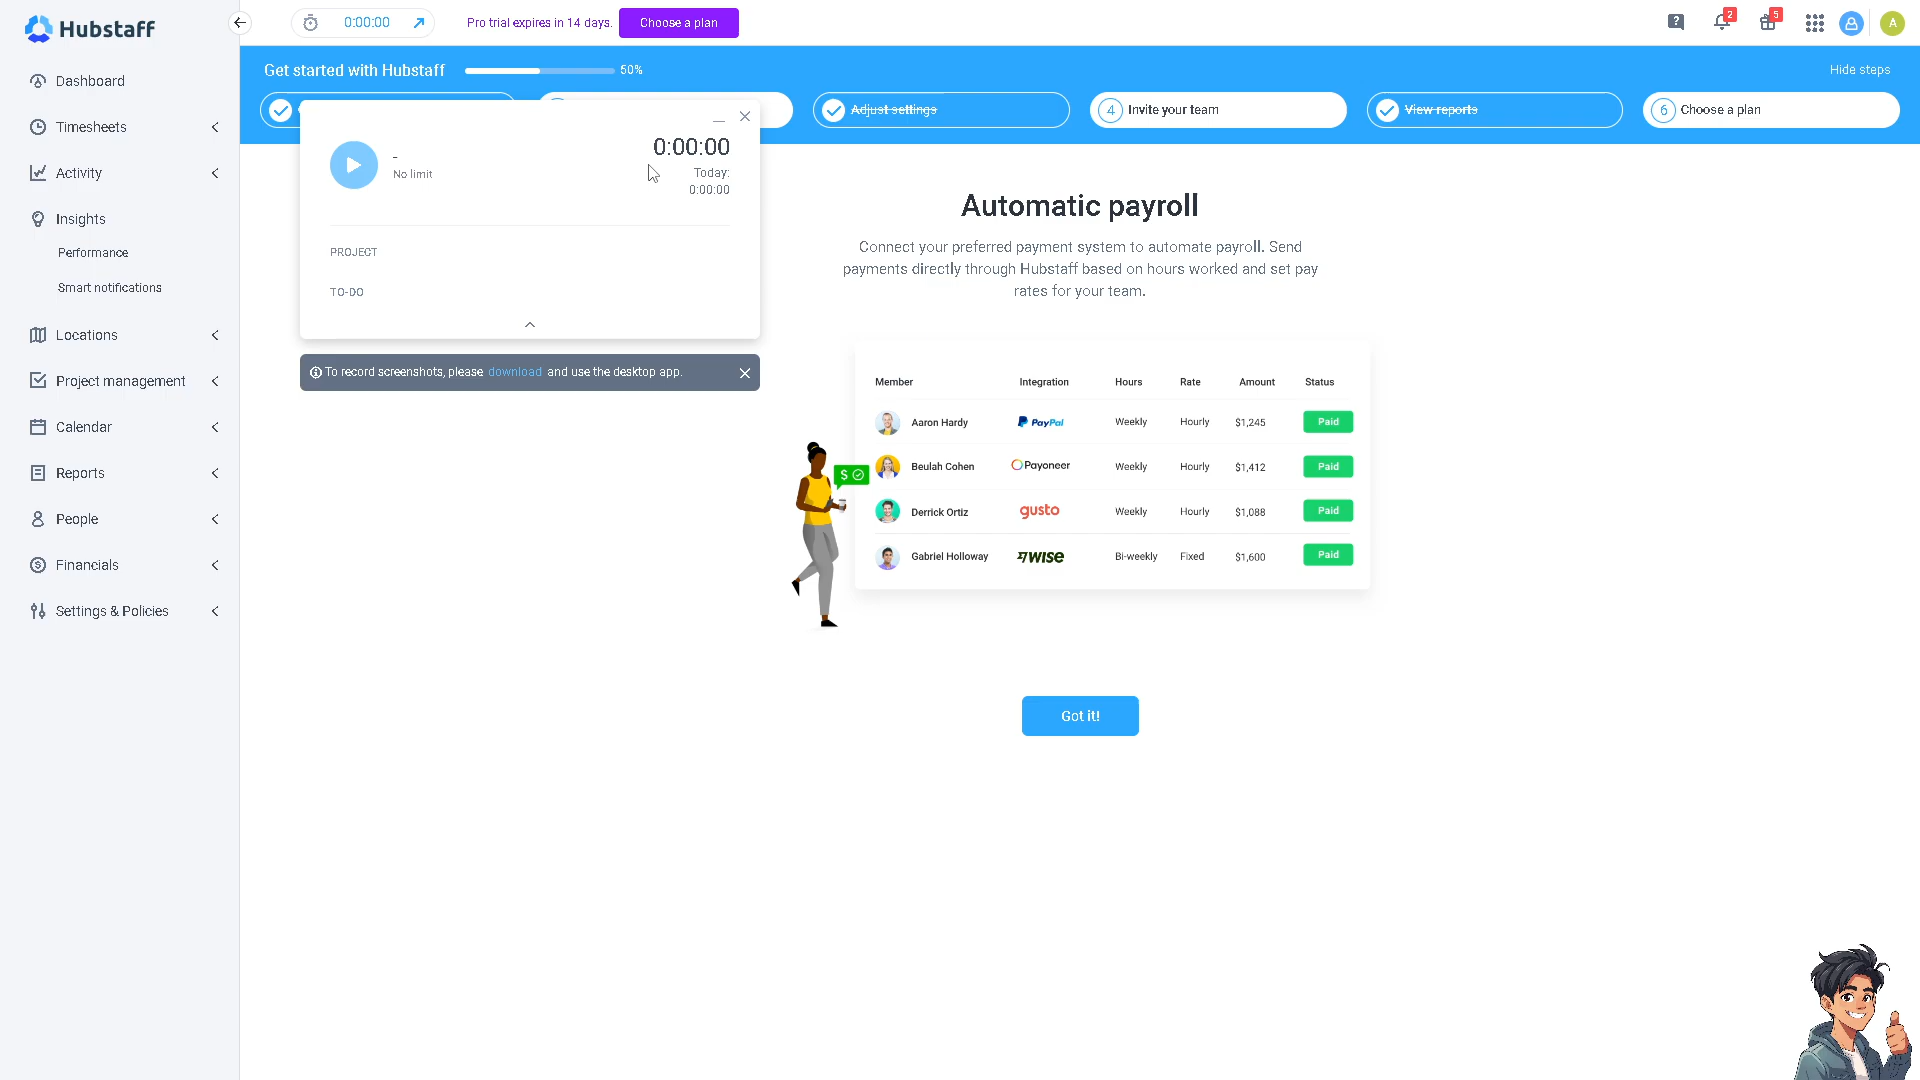 Hubstaff
0:00:00
Pro trial expires in 14 days.
Choose a plan
?
2
5
A
Dashboard
Timesheets
Activity
Insights
Performance
Smart notifications
Locations
Project management
Calendar
Reports
People
Financials
Settings & Policies
Get started with Hubstaff
50%
Hide steps
Adjust settings
4 Invite your team
View reports
6 Choose a plan
-
No limit
0:00:00
Today:
0:00:00
PROJECT
TO-DO
To record screenshots, please download and use the desktop app.
Automatic payroll
Connect your preferred payment system to automate payroll. Send
payments directly through Hubstaff based on hours worked and set pay
rates for your team.
Member Integration Hours Rate Amount Status
Aaron Hardy PayPal Weekly Hourly $1,245 Paid
Beulah Cohen Payoneer Weekly Hourly $1,412 Paid
Derrick Ortiz gusto Weekly Hourly $1,088 Paid
Gabriel Holloway WISE Bi-weekly Fixed $1,600 Paid
$
Got it!